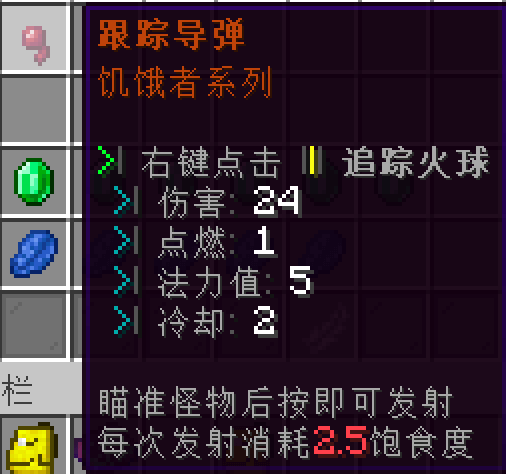 跟踪导弹
饥饿者系列
右键点击 || 追踪火球
伤害: 24
点燃: 1
法力值: 5
冷却: 2
瞄准怪物后按即可发射
每次发射消耗2.5饱食度
栏